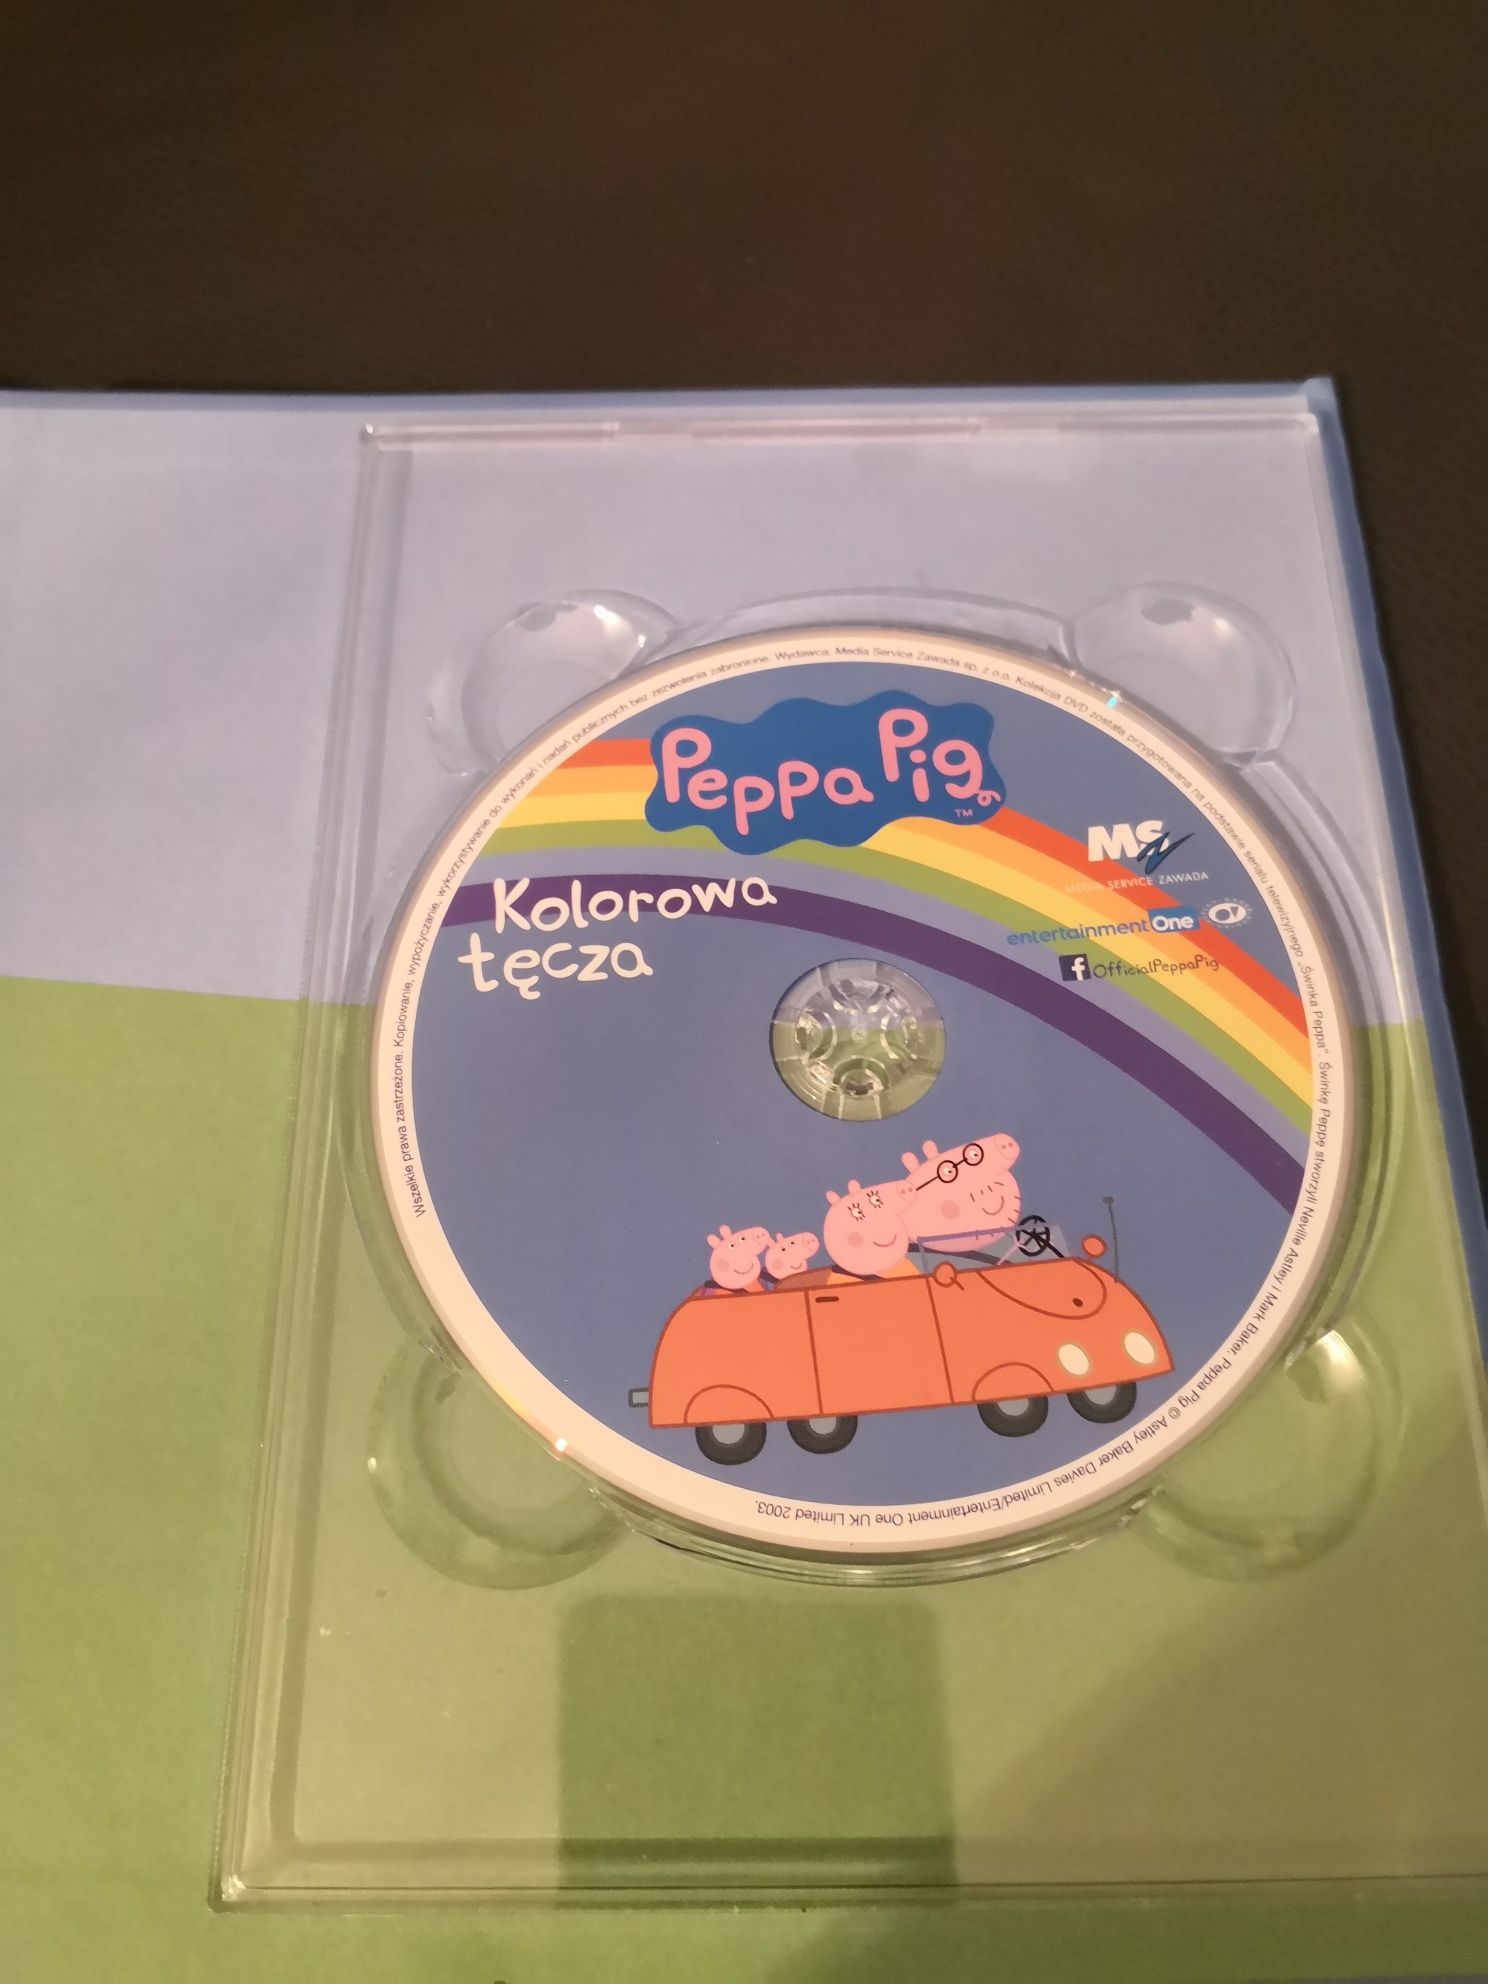 Peppa Pig
TM
Kolorowa
tęcza
MS
MEDIA SERVICE ZAWADA
entertainment One
f OfficialPeppaPig
Wszelkie prawa zastrzeżone. Kopiowanie, wypożyczanie, wykorzystywanie do wykonań i nadań publicznych bez zezwolenia zabronione. Wydawca: Media Service Zawada sp. z o.o. Kolekcja DVD została przygotowana na podstawie serialu telewizyjnego „Świnka Peppa”. Świnkę Peppę stworzyli Neville Astley i Mark Baker. Peppa Pig © Astley Baker Davies Limited/Entertainment One UK Limited 2003.